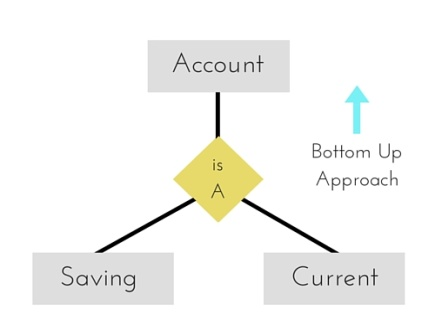 Account
is
A
Bottom Up
Approach
Saving
Current